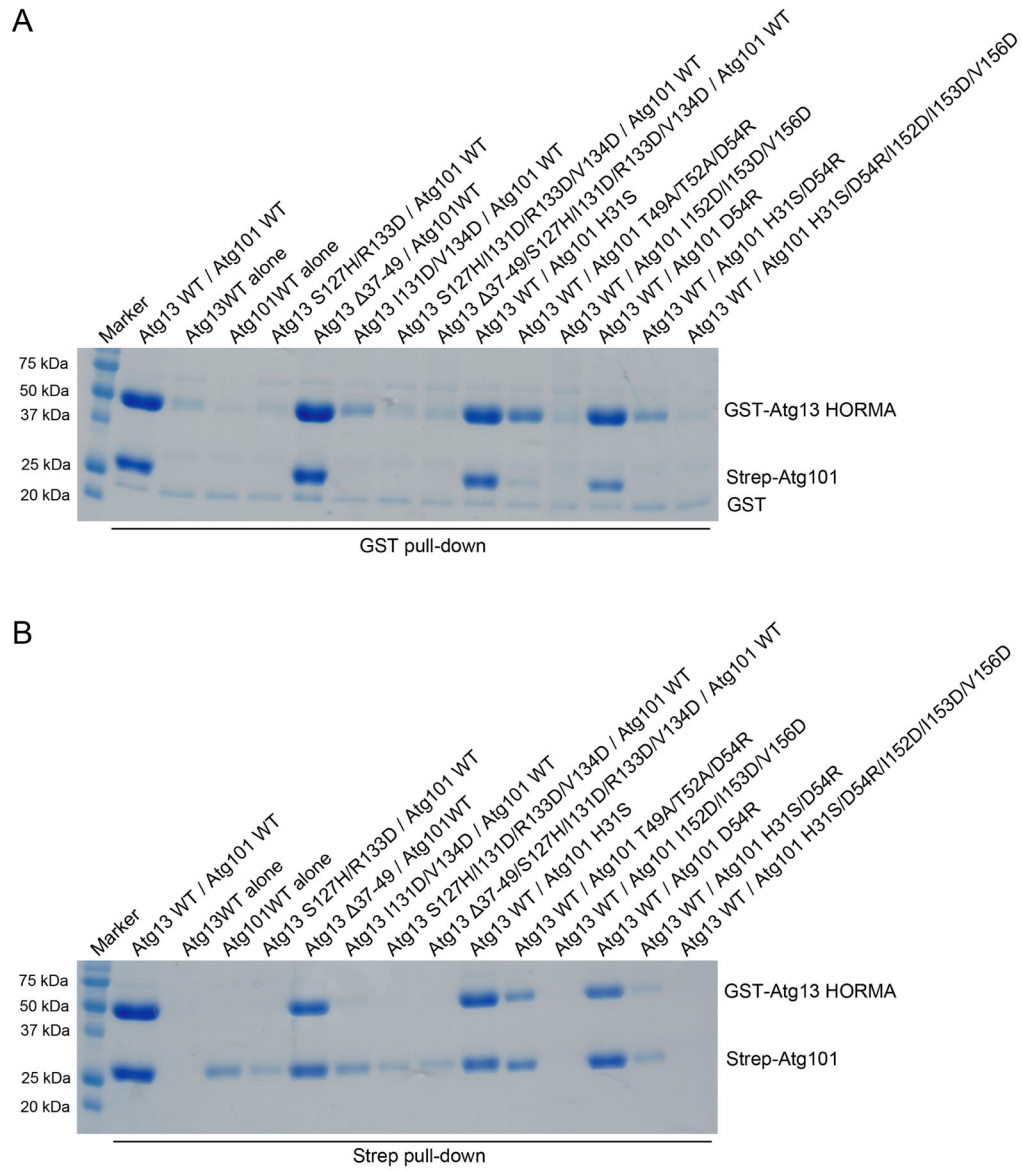 A
Marker
Atg13 WT / Atg101 WT
Atg13WT alone
Atg101WT alone
Atg13 S127H/R133D / Atg101 WT
Atg13 Δ37-49 / Atg101WT
Atg13 I131D/V134D / Atg101 WT
Atg13 S127H/I131D/R133D/V134D / Atg101 WT
Atg13 Δ37-49/S127H/I131D/R133D/V134D / Atg101 WT
Atg13 WT / Atg101 H31S
Atg13 WT / Atg101 T49A/T52A/D54R
Atg13 WT / Atg101 I152D/I153D/V156D
Atg13 WT / Atg101 D54R
Atg13 WT / Atg101 H31S/D54R
Atg13 WT / Atg101 H31S/D54R/I152D/I153D/V156D
75 kDa
50 kDa
37 kDa
25 kDa
20 kDa
GST-Atg13 HORMA
Strep-Atg101
GST
GST pull-down
B
Marker
Atg13 WT / Atg101 WT
Atg13WT alone
Atg101WT alone
Atg13 S127H/R133D / Atg101 WT
Atg13 Δ37-49 / Atg101WT
Atg13 I131D/V134D / Atg101 WT
Atg13 S127H/I131D/R133D/V134D / Atg101 WT
Atg13 Δ37-49/S127H/I131D/R133D/V134D / Atg101 WT
Atg13 WT / Atg101 H31S
Atg13 WT / Atg101 T49A/T52A/D54R
Atg13 WT / Atg101 I152D/I153D/V156D
Atg13 WT / Atg101 D54R
Atg13 WT / Atg101 H31S/D54R
Atg13 WT / Atg101 H31S/D54R/I152D/I153D/V156D
75 kDa
50 kDa
37 kDa
25 kDa
20 kDa
GST-Atg13 HORMA
Strep-Atg101
Strep pull-down